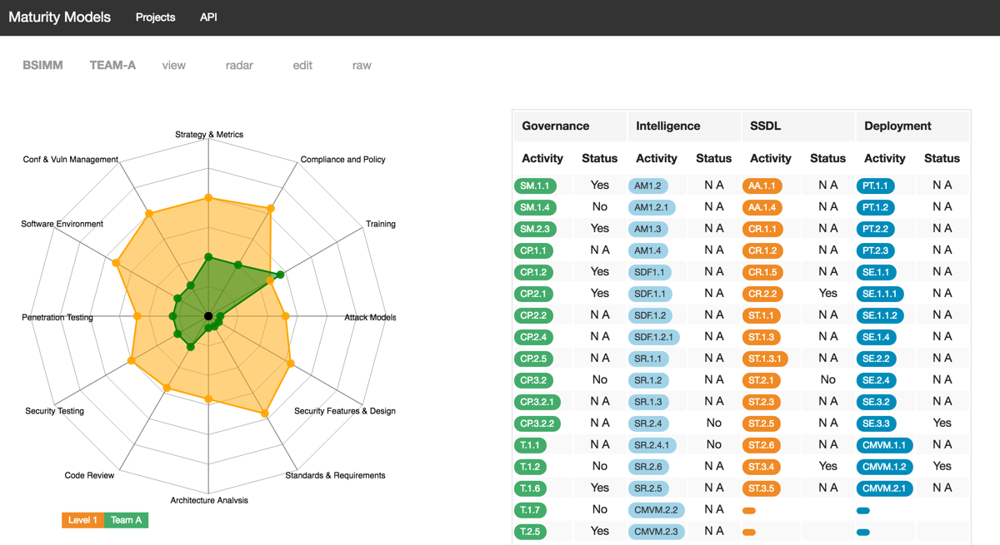 Maturity Models Projects API
BSIMM TEAM-A view radar edit raw
Strategy & Metrics
Conf & Vuln Management
Compliance and Policy
Software Environment
Training
Penetration Testing
Attack Models
Security Testing
Security Features & Design
Code Review
Standards & Requirements
Architecture Analysis
Level 1 Team A
Governance Intelligence SSDL Deployment
Activity Status Activity Status Activity Status Activity Status
SM.1.1 Yes AM1.2 N A AA.1.1 N A PT.1.1 N A
SM.1.4 No AM1.2.1 N A AA.1.4 N A PT.1.2 N A
SM.2.3 Yes AM1.3 N A CR.1.1 N A PT.2.2 N A
CP.1.1 N A AM1.4 N A CR.1.2 N A PT.2.3 N A
CP.1.2 Yes SDF1.1 N A CR.1.5 N A SE.1.1 N A
CP.2.1 Yes SDF.1.1 N A CR.2.2 Yes SE.1.1.1 N A
CP.2.2 N A SDF.1.2 N A ST.1.1 N A SE.1.1.2 N A
CP.2.4 N A SDF.1.2.1 N A ST.1.3 N A SE.1.4 N A
CP.2.5 N A SR.1.1 N A ST.1.3.1 N A SE.2.2 N A
CP.3.2 No SR.1.2 N A ST.2.1 No SE.2.4 N A
CP.3.2.1 N A SR.1.3 N A ST.2.3 N A SE.3.2 N A
CP.3.2.2 N A SR.2.4 No ST.2.5 N A SE.3.3 Yes
T.1.1 N A SR.2.4.1 No ST.2.6 N A CMVM.1.1 N A
T.1.2 No SR.2.6 N A ST.3.4 Yes CMVM.1.2 Yes
T.1.6 Yes SR.2.5 N A ST.3.5 N A CMVM.2.1 N A
T.1.7 No CMVM.2.2 N A
T.2.5 Yes CMVM.2.3 N A